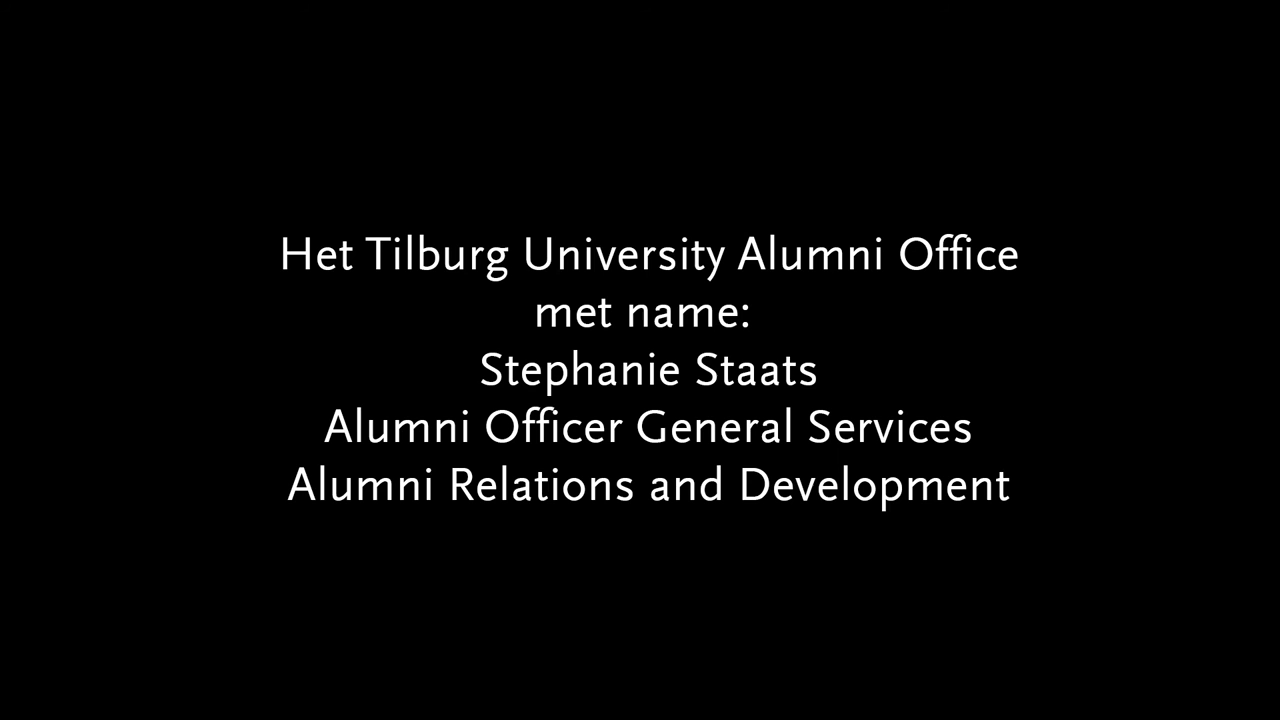 Het Tilburg University Alumni Office
met name:
Stephanie Staats
Alumni Officer General Services
Alumni Relations and Development